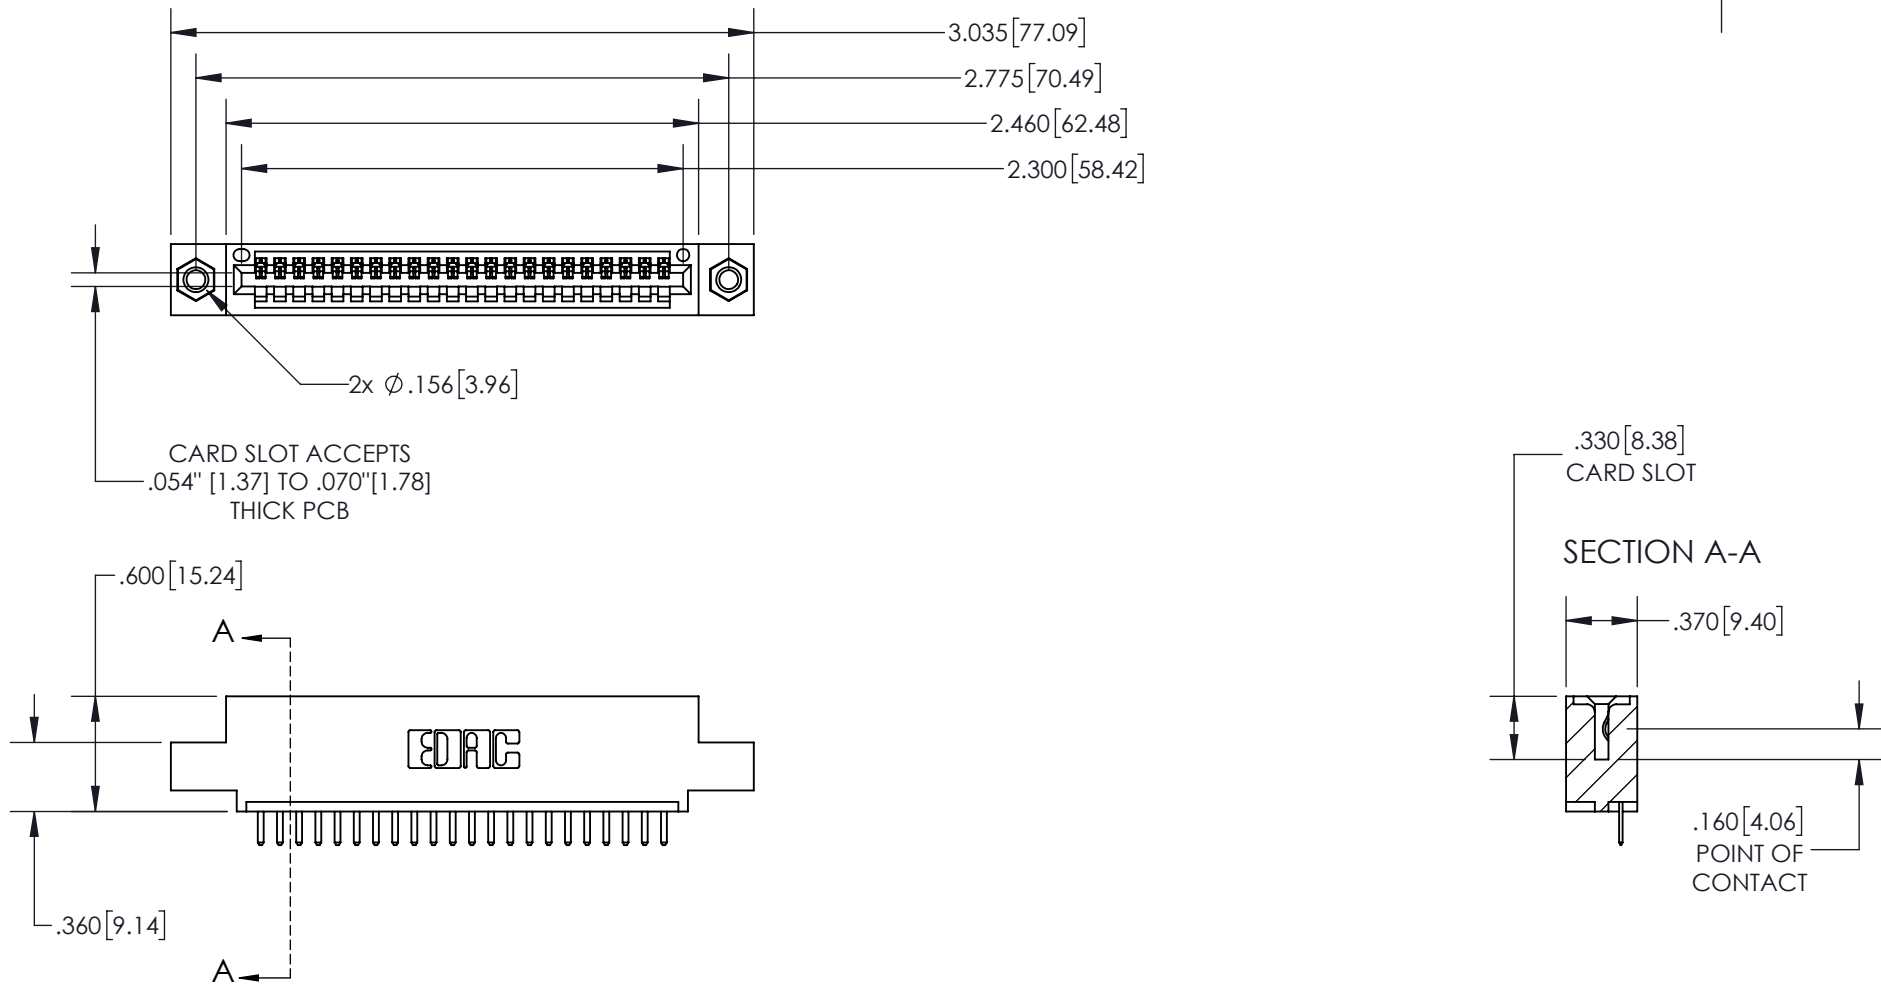 3.035[77.09]
2.775[70.49]
2.460[62.48]
2.300[58.42]
2x Ø.156[3.96]
CARD SLOT ACCEPTS
.054" [1.37] TO .070"[1.78]
THICK PCB
.330[8.38]
CARD SLOT
SECTION A-A
.600[15.24]
.370[9.40]
A
EDAC
.160[4.06]
POINT OF
CONTACT
.360[9.14]
A